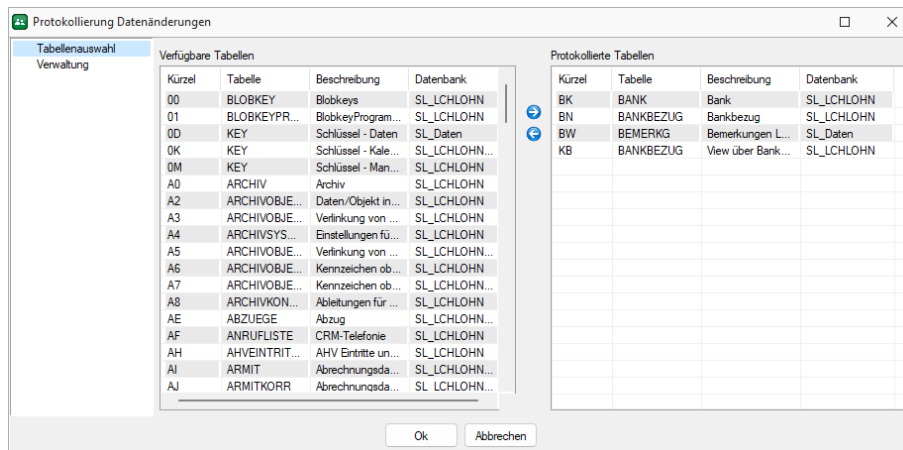 Protokollierung Datenänderungen
Tabellenauswahl
Verwaltung
Verfügbare Tabellen
Kürzel Tabelle Beschreibung Datenbank
00 BLOBKEY Blobkeys SL_LCHLOHN
01 BLOBKEYPR... BlobkeyProgram... SL_LCHLOHN
0D KEY Schlüssel - Daten SL_Daten
0K KEY Schlüssel - Kale... SL_LCHLOHN...
0M KEY Schlüssel - Man... SL_LCHLOHN
A0 ARCHIV Archiv SL_LCHLOHN
A2 ARCHIVOBJE... Daten/Objekt in... SL_LCHLOHN
A3 ARCHIVOBJE... Verlinkung von ... SL_LCHLOHN
A4 ARCHIVSYS... Einstellungen fü... SL_LCHLOHN
A5 ARCHIVOBJE... Verlinkung von ... SL_LCHLOHN
A6 ARCHIVOBJE... Kennzeichen ob... SL_LCHLOHN
A7 ARCHIVOBJE... Kennzeichen ob... SL_LCHLOHN
A8 ARCHIVKON... Ableitungen für ... SL_LCHLOHN
AE ABZUEGE Abzug SL_LCHLOHN...
AF ANRUFLISTE CRM-Telefonie SL_LCHLOHN
AH AHVEINTRIT... AHV Eintritte un... SL_LCHLOHN
AI ARMIT Abrechnungsda... SL_LCHLOHN...
AJ ARMITKORR Abrechnungsda... SL_LCHLOHN...
Protokollierte Tabellen
Kürzel Tabelle Beschreibung Datenbank
BK BANK Bank SL_LCHLOHN
BN BANKBEZUG Bankbezug SL_LCHLOHN
BW BEMERKG Bemerkungen L... SL_Daten
KB BANKBEZUG View über Bank... SL_LCHLOHN
Ok Abbrechen